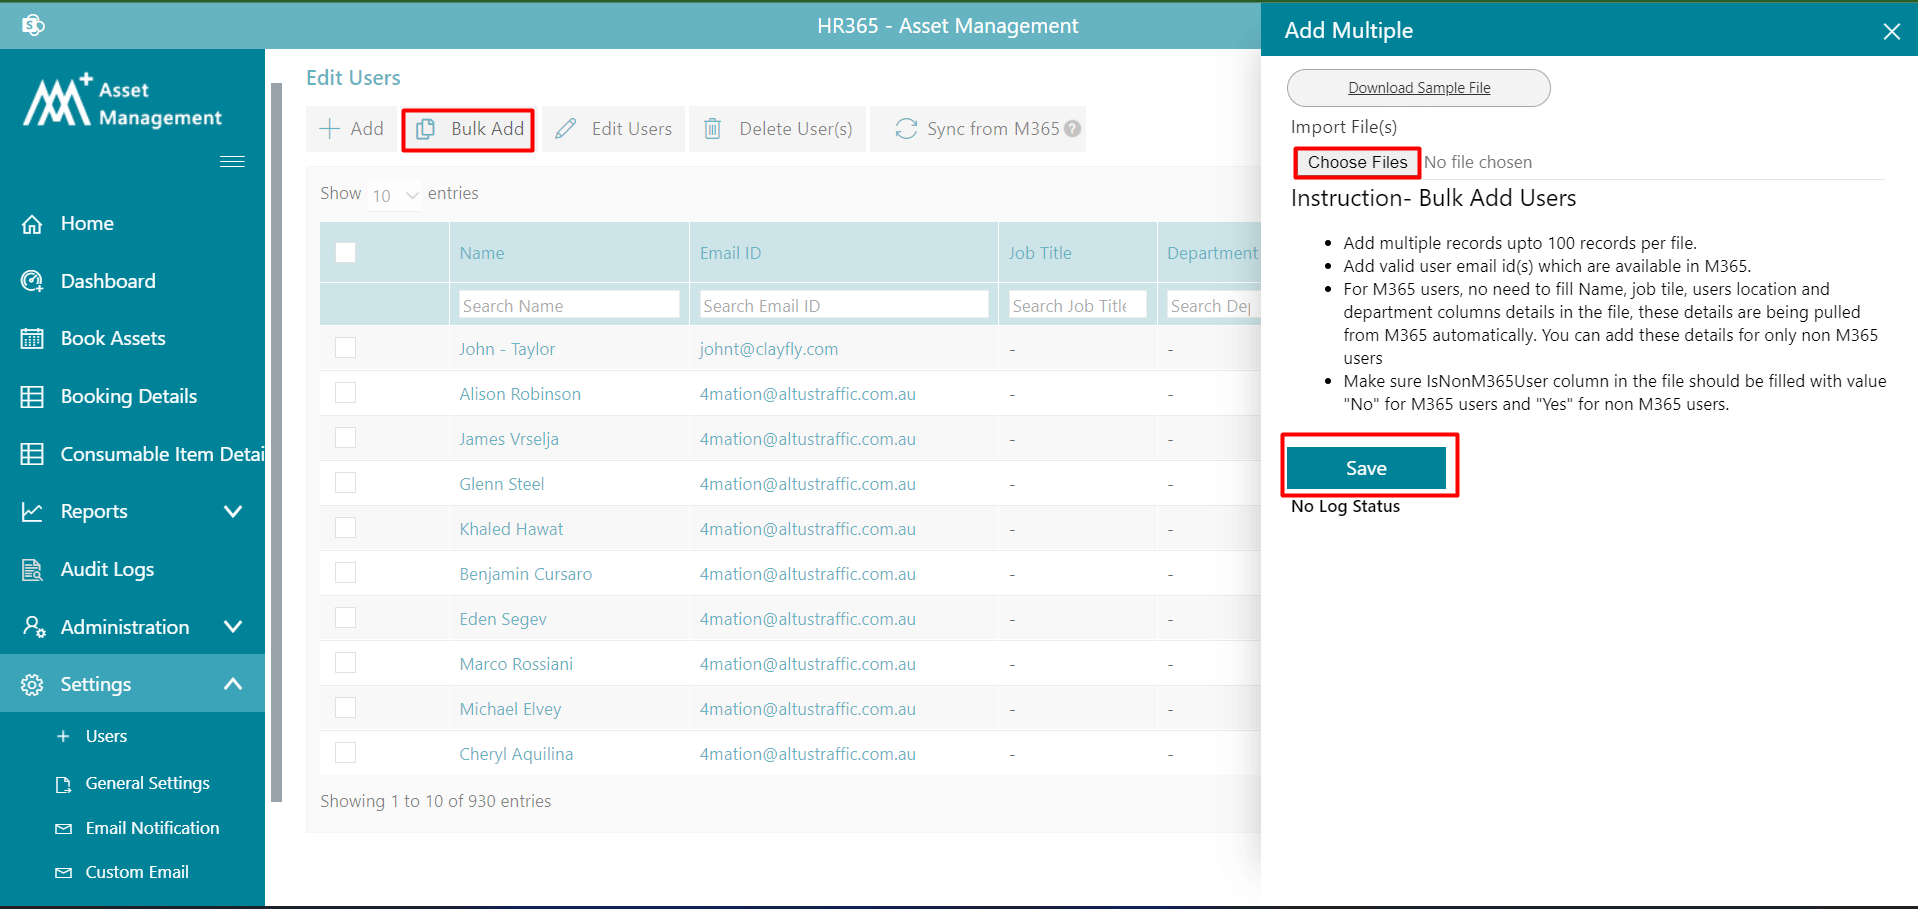 HR365 - Asset Management
Asset
Management
Home
Dashboard
Book Assets
Booking Details
Consumable Item Detai
Reports
Audit Logs
Administration
Settings
Users
General Settings
Email Notification
Custom Email
Edit Users
Add
Bulk Add
Edit Users
Delete User(s)
Sync from M365
Show 10 entries
Name Email ID Job Title Department
Search Name Search Email ID Search Job Title Search Dep
John - Taylor johnt@clayfly.com - -
Alison Robinson 4mation@altustraffic.com.au - -
James Vrselja 4mation@altustraffic.com.au - -
Glenn Steel 4mation@altustraffic.com.au - -
Khaled Hawat 4mation@altustraffic.com.au - -
Benjamin Cursaro 4mation@altustraffic.com.au - -
Eden Segev 4mation@altustraffic.com.au - -
Marco Rossiani 4mation@altustraffic.com.au - -
Michael Elvey 4mation@altustraffic.com.au - -
Cheryl Aquilina 4mation@altustraffic.com.au - -
Showing 1 to 10 of 930 entries
Add Multiple
Download Sample File
Import File(s)
Choose Files No file chosen
Instruction- Bulk Add Users
• Add multiple records upto 100 records per file.
• Add valid user email id(s) which are available in M365.
• For M365 users, no need to fill Name, job tile, users location and
department columns details in the file, these details are being pulled
from M365 automatically. You can add these details for only non M365
users
• Make sure IsNonM365User column in the file should be filled with value
"No" for M365 users and "Yes" for non M365 users.
Save
No Log Status